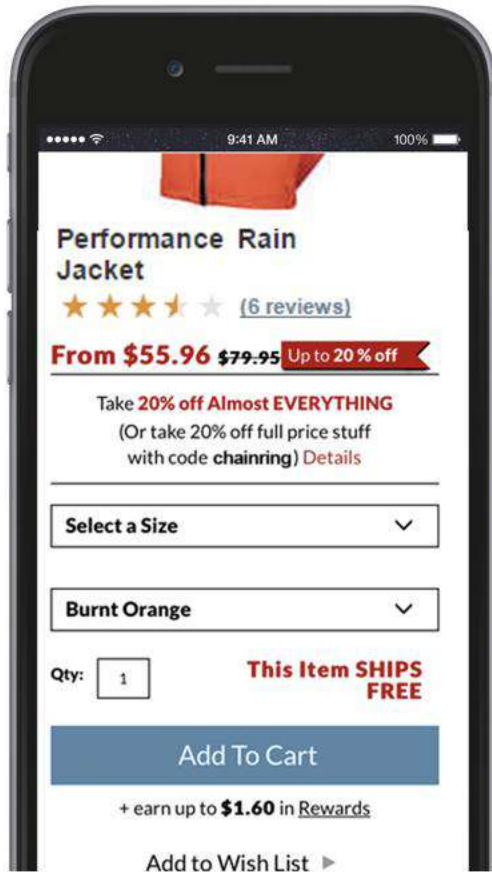 9:41 AM 100%
Performance Rain
Jacket
(6 reviews)
From $55.96 $79.95 Up to 20 % off
Take 20% off Almost EVERYTHING
(Or take 20% off full price stuff
with code chainring) Details
Select a Size
Burnt Orange
Qty: 1
This Item SHIPS
FREE
Add To Cart
+ earn up to $1.60 in Rewards
Add to Wish List